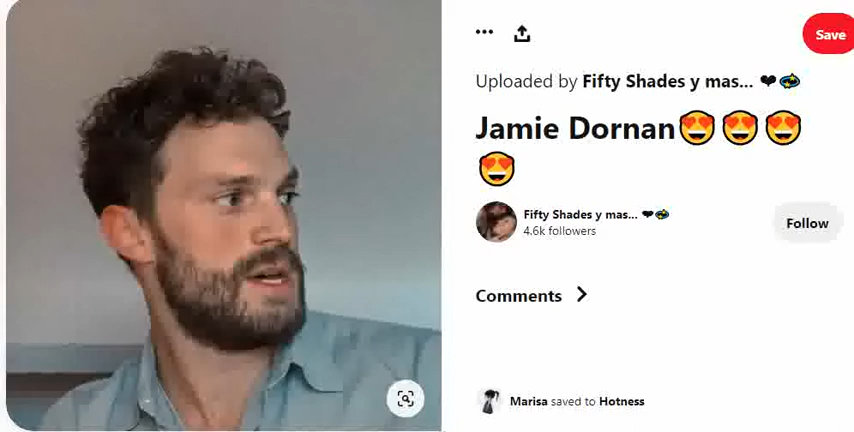 Save
Uploaded by Fifty Shades y mas... ❤💫
Jamie Dornan😍😍😍
😍
Fifty Shades y mas... ❤💫
4.6k followers
Follow
Comments
Marisa saved to Hotness